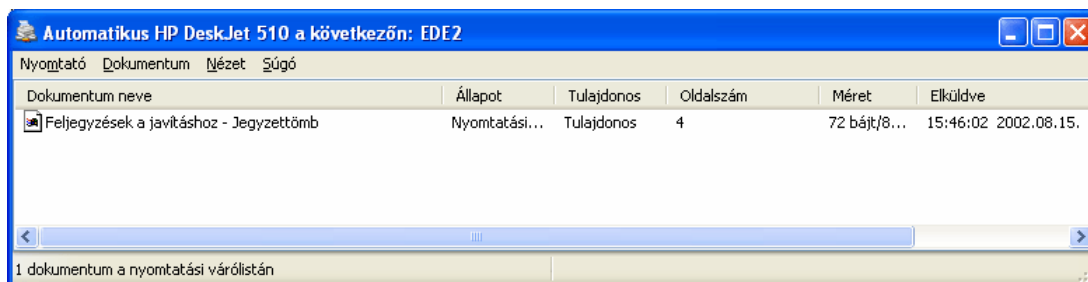 Automatikus HP DeskJet 510 a következőn: EDE2
Nyomtató Dokumentum Nézet Súgó
Dokumentum neve Állapot Tulajdonos Oldalszám Méret Elküldve
Feljegyzések a javításhoz - Jegyzettömb Nyomtatási... Tulajdonos 4 72 bájt/8... 15:46:02 2002.08.15.
1 dokumentum a nyomtatási várólistán